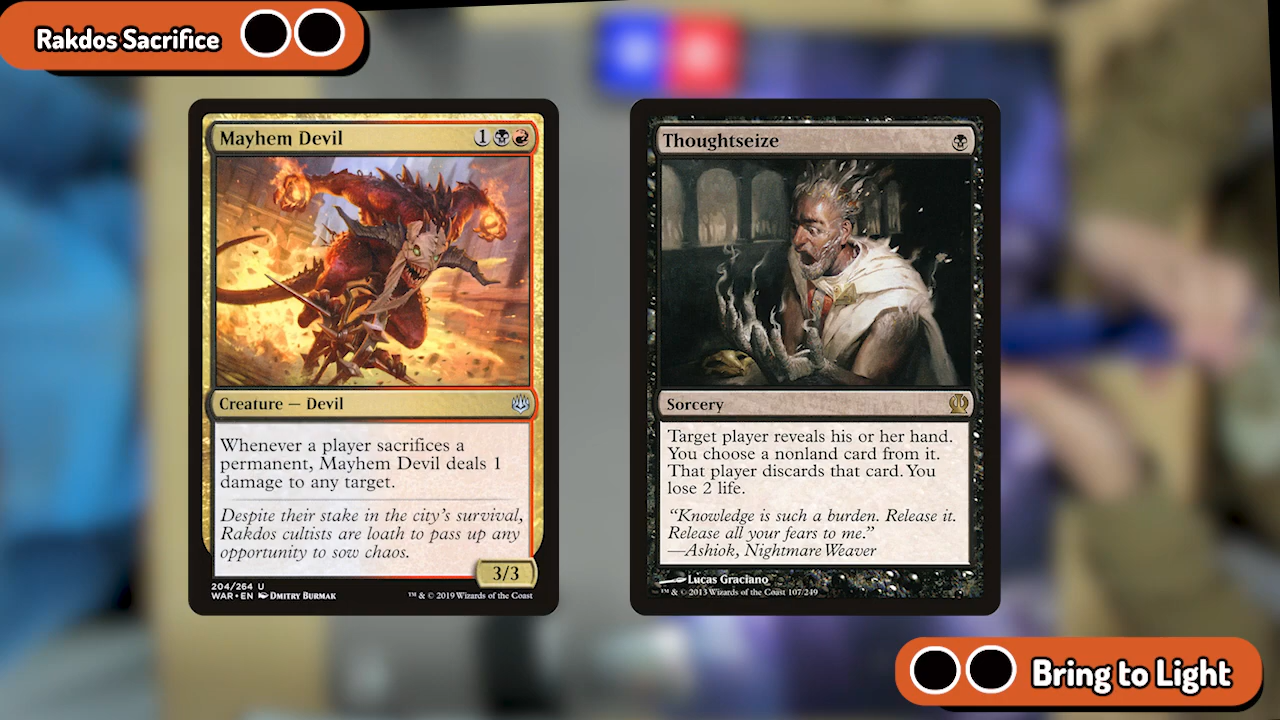 Rakdos Sacrifice
Mayhem Devil
1
Creature — Devil
Whenever a player sacrifices a
permanent, Mayhem Devil deals 1
damage to any target.
Despite their stake in the city's survival,
Rakdos cultists are loath to pass up any
opportunity to sow chaos.
3/3
204/264 U
WAR • EN Dmitry Burmak
™ & © 2019 Wizards of the Coast
Thoughtseize
Sorcery
Target player reveals his or her hand.
You choose a nonland card from it.
That player discards that card. You
lose 2 life.
“Knowledge is such a burden. Release it.
Release all your fears to me.”
—Ashiok, Nightmare Weaver
Lucas Graciano
™ & © 2013 Wizards of the Coast 107/249
Bring to Light